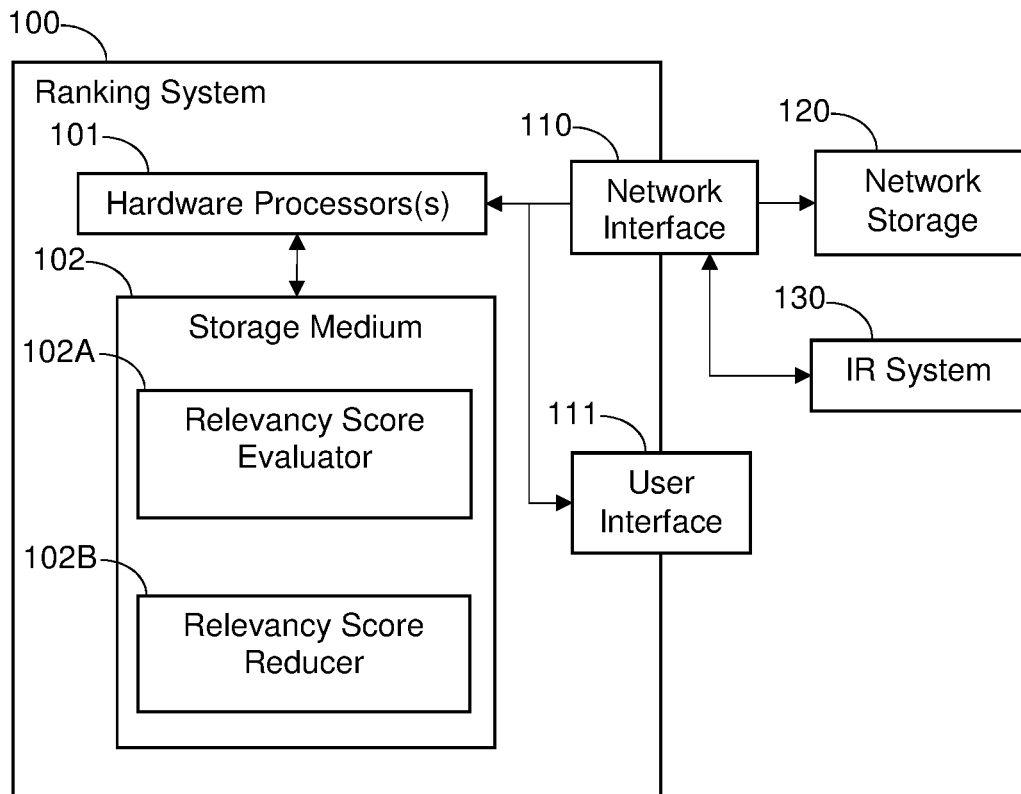 100
Ranking System
101
Hardware Processors(s)
110
Network
Interface
120
Network
Storage
102
Storage Medium
130
IR System
102A
Relevancy Score
Evaluator
111
User
Interface
102B
Relevancy Score
Reducer